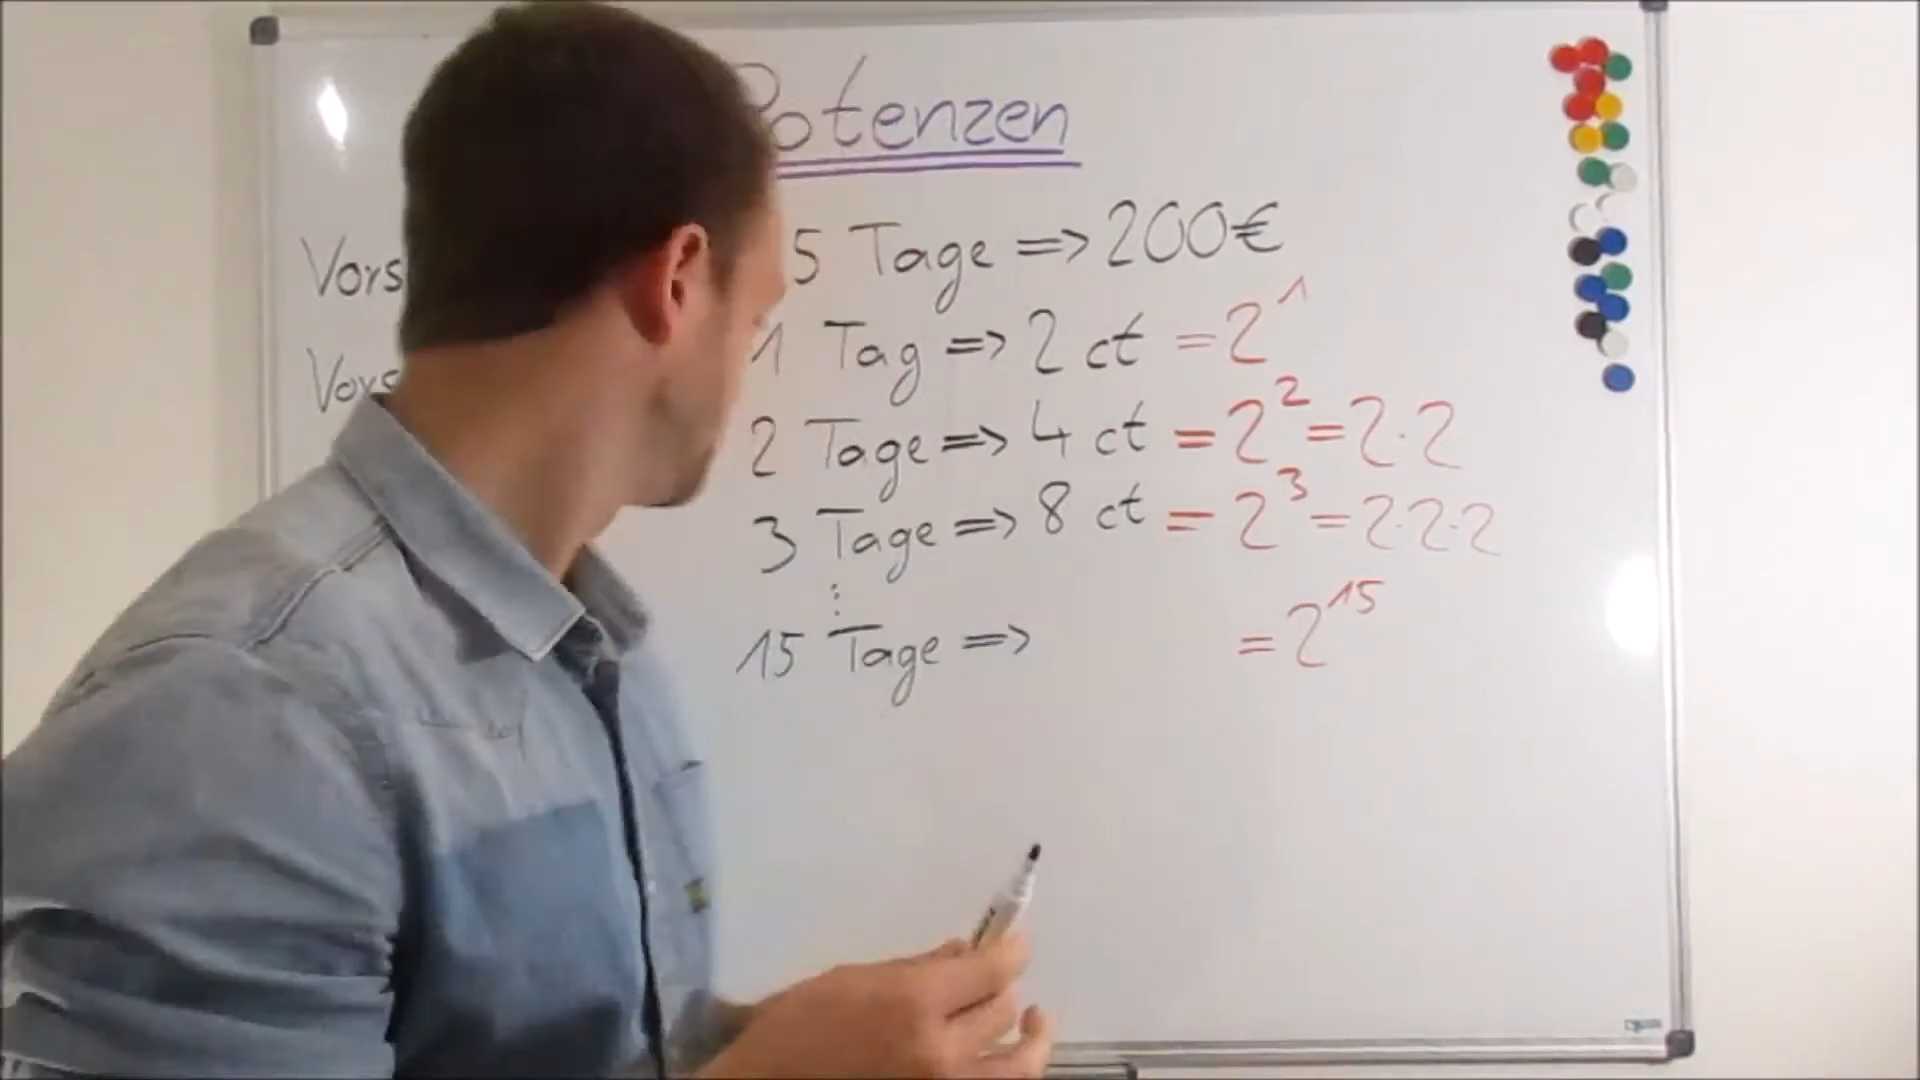 Potenzen
Vors 5 Tage => 200€
Vors 1 Tag => 2 ct = 2¹
2 Tage => 4 ct = 2² = 2·2
3 Tage => 8 ct = 2³ = 2·2·2
⋮
15 Tage => = 2¹⁵